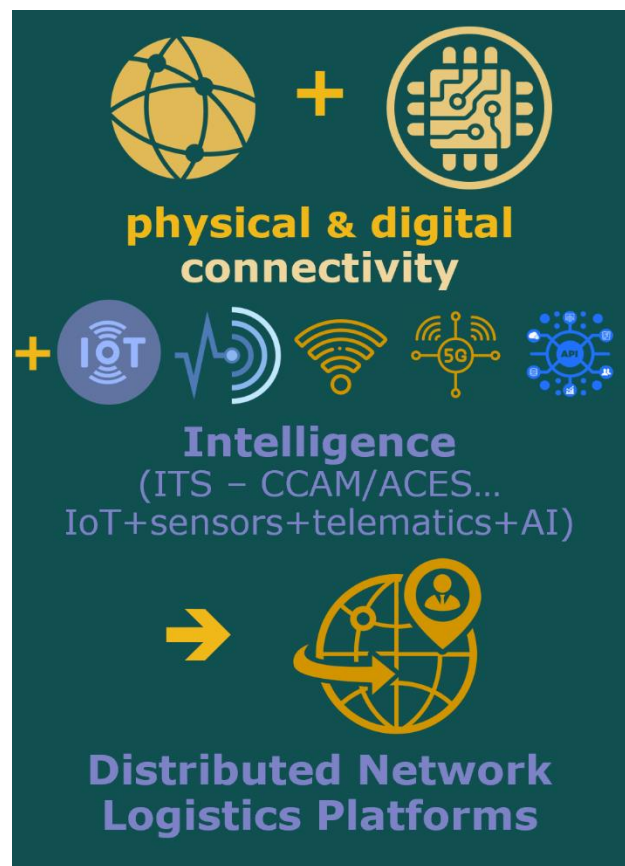 +
physical & digital
connectivity
+ IoT 5G API
Intelligence
(ITS – CCAM/ACES...
IoT+sensors+telematics+AI)
➔
Distributed Network
Logistics Platforms